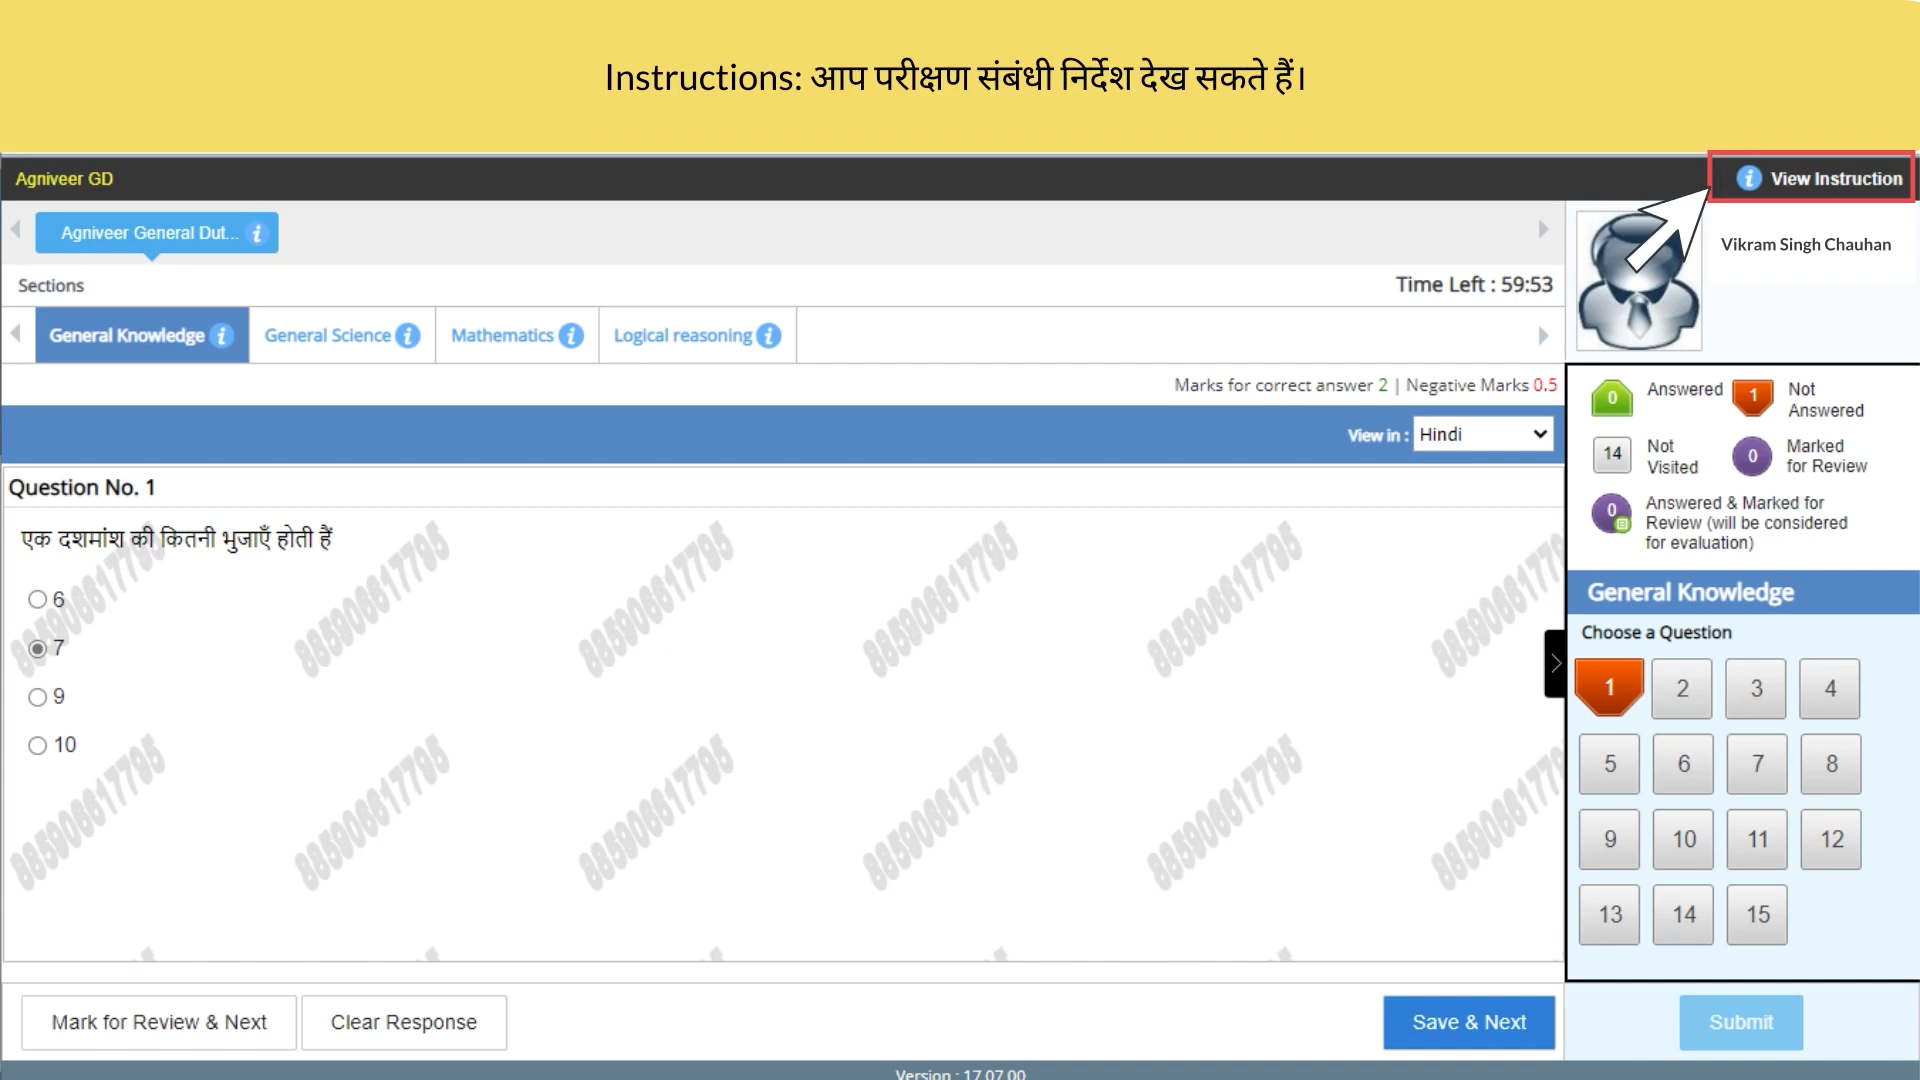 Instructions: आप परीक्षण संबंधी निर्देश देख सकते हैं।
Agniveer GD
View Instruction
Agniveer General Dut...
Vikram Singh Chauhan
Sections
Time Left : 59:53
General Knowledge
General Science
Mathematics
Logical reasoning
Marks for correct answer 2 | Negative Marks 0.5
View in : Hindi
Question No. 1
एक दशमांश की कितनी भुजाएँ होती हैं
6
7
9
10
0 Answered
1 Not Answered
14 Not Visited
0 Marked for Review
0 Answered & Marked for
Review (will be considered
for evaluation)
General Knowledge
Choose a Question
1 2 3 4
5 6 7 8
9 10 11 12
13 14 15
Mark for Review & Next
Clear Response
Save & Next
Submit
Version : 17.07.00